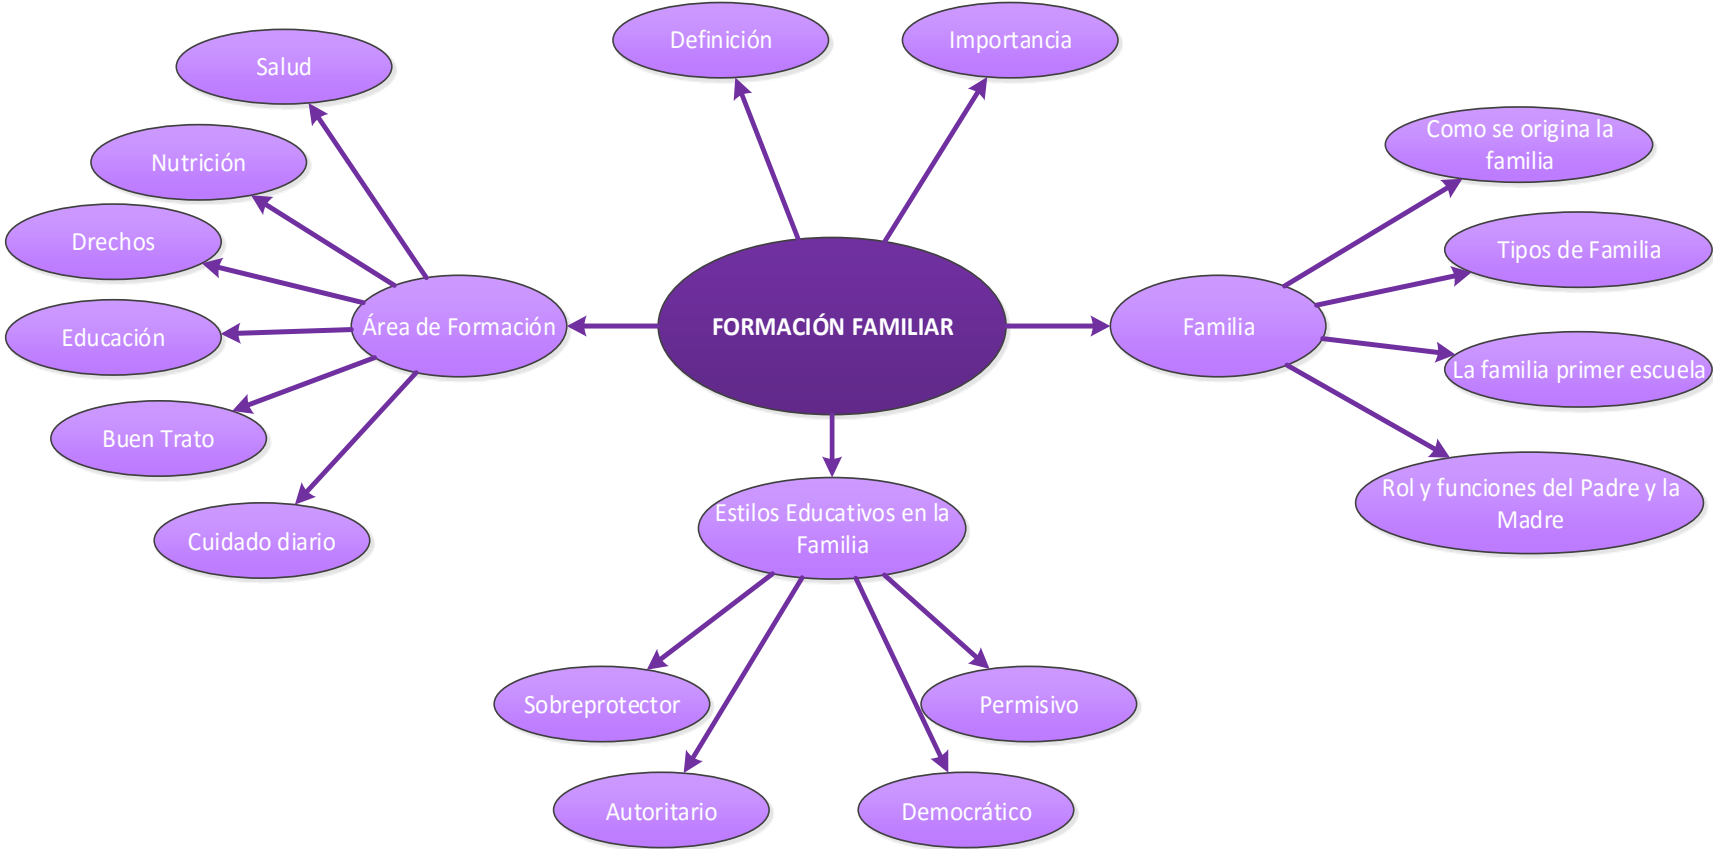 Definición
Importancia
Salud
Nutrición
Drechos
Educación
Buen Trato
Cuidado diario
Área de Formación
FORMACIÓN FAMILIAR
Familia
Como se origina la
familia
Tipos de Familia
La familia primer escuela
Rol y funciones del Padre y la
Madre
Estilos Educativos en la
Familia
Sobreprotector
Permisivo
Autoritario
Democrático